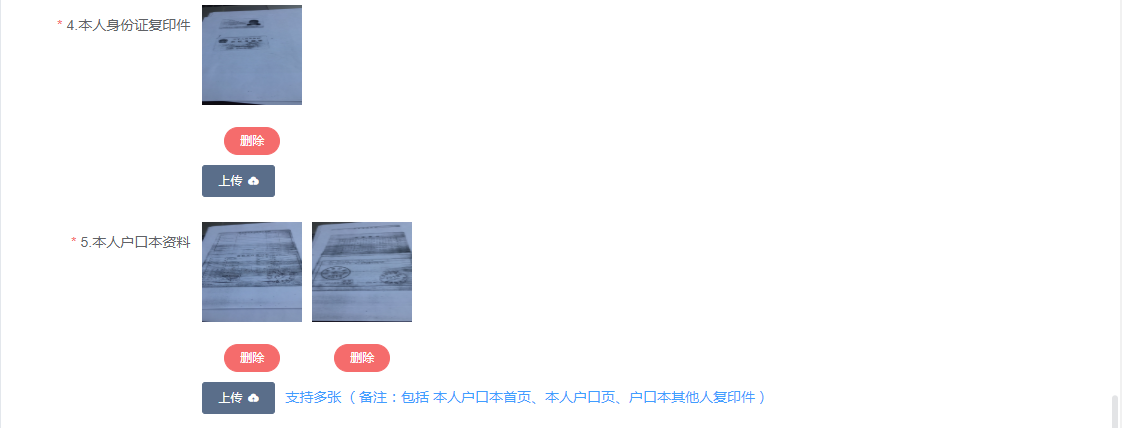 * 4.本人身份证复印件
删除
上传
* 5.本人户口本资料
删除 删除
上传 支持多张（备注：包括 本人户口本首页、本人户口页、户口本其他人复印件 ）